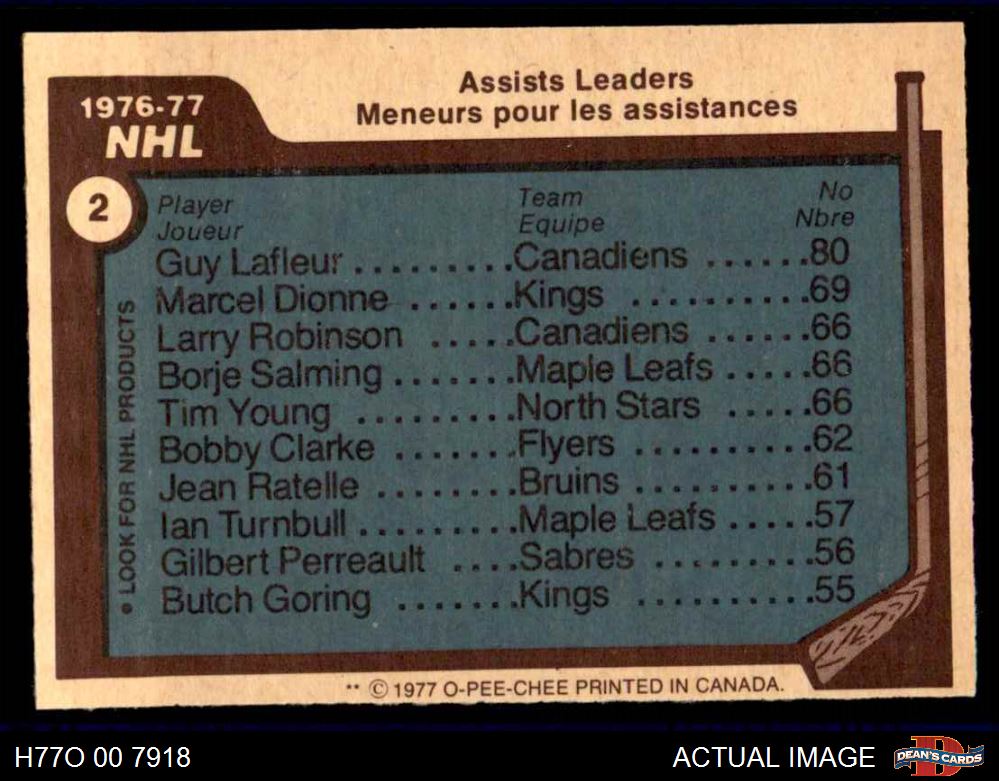 Assists Leaders
Meneurs pour les assistances
1976-77
NHL
2
Player Team No
Joueur Equipe Nbre
Guy Lafleur . . . . . . . . .Canadiens . . . . . .80
Marcel Dionne . . . . . .Kings . . . . . . . . . .69
Larry Robinson . . . . .Canadiens . . . . . .66
Borje Salming . . . . . . .Maple Leafs . . . . .66
Tim Young . . . . . . . . .North Stars . . . . .66
Bobby Clarke . . . . . . .Flyers . . . . . . . . . .62
Jean Ratelle . . . . . . . .Bruins . . . . . . . . . .61
Ian Turnbull . . . . . . . . .Maple Leafs . . . . .57
Gilbert Perreault . . . .Sabres . . . . . . . . .56
Butch Goring . . . . . . .Kings . . . . . . . . . .55
• LOOK FOR NHL PRODUCTS
** © 1977 O-PEE-CHEE PRINTED IN CANADA.
H77O 00 7918
ACTUAL IMAGE
D
DEAN'S CARDS